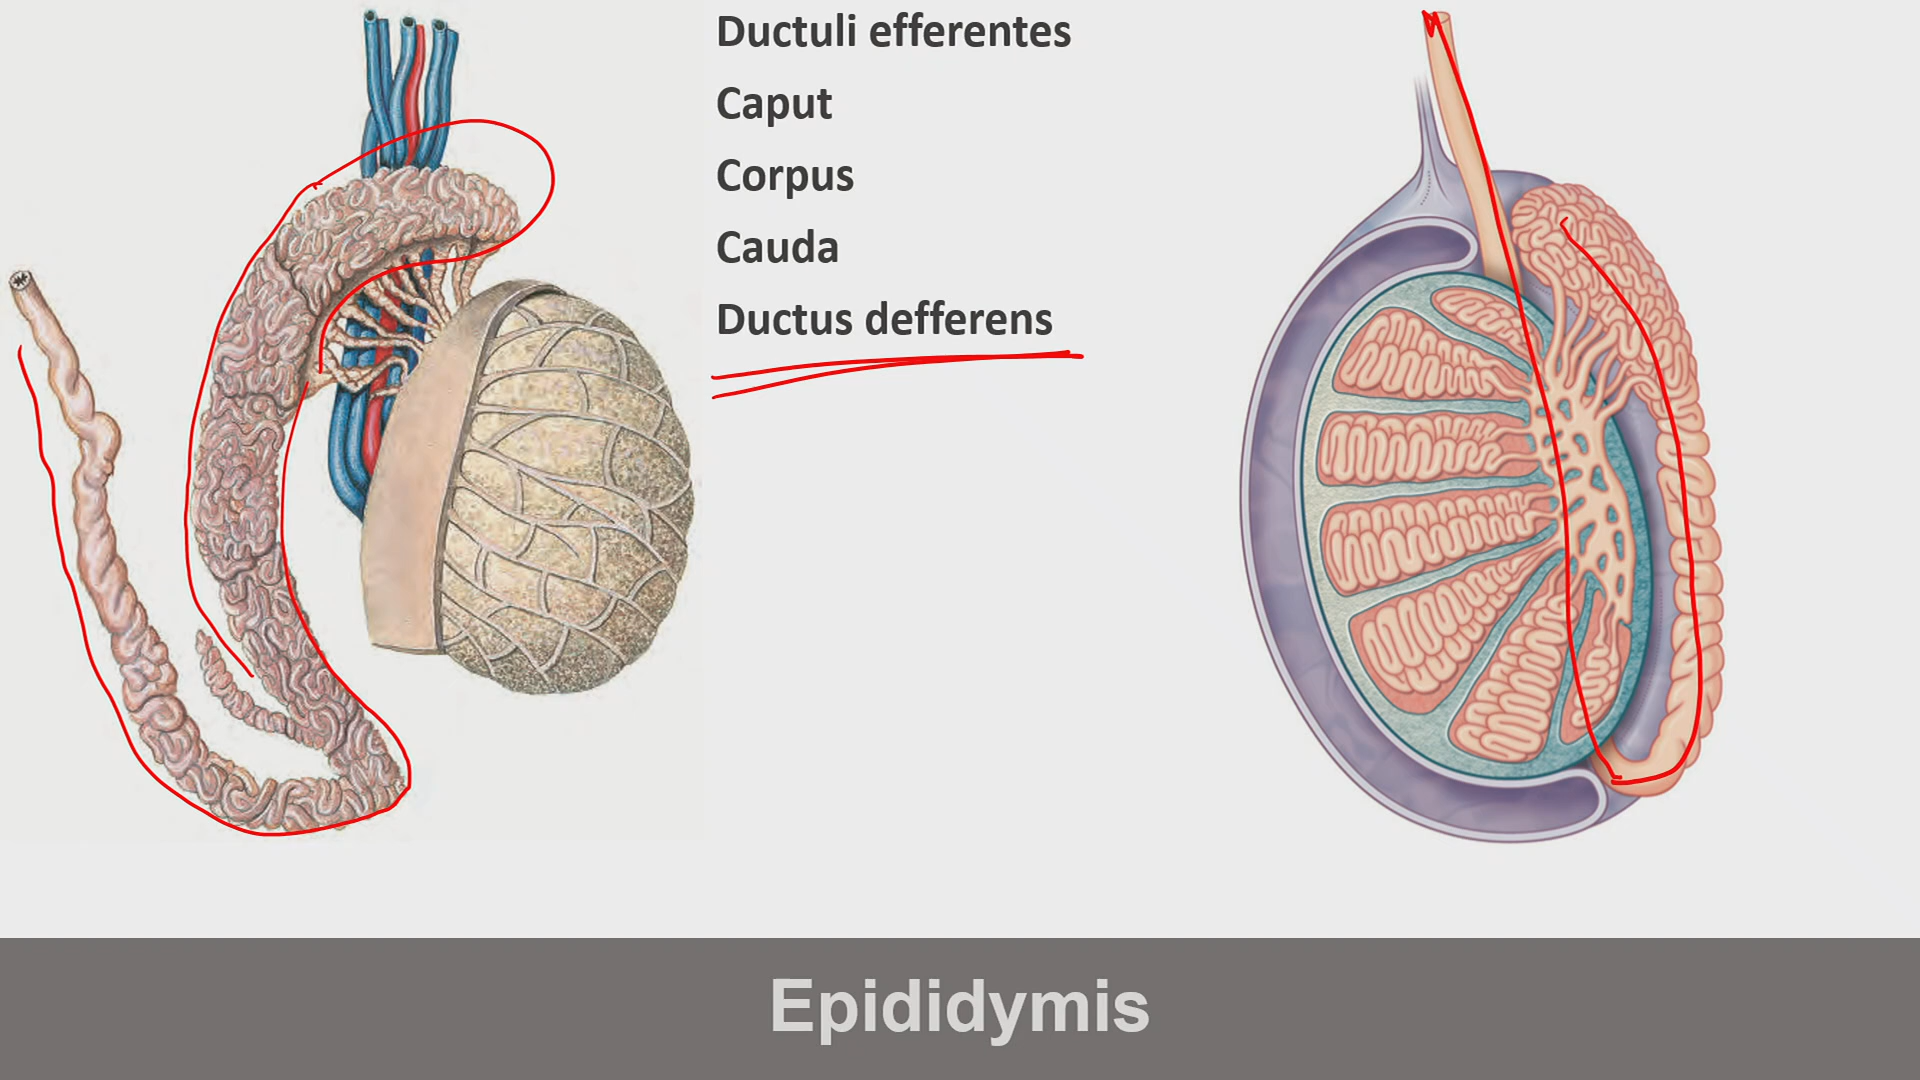 Ductuli efferentes
Caput
Corpus
Cauda
Ductus defferens
Epididymis